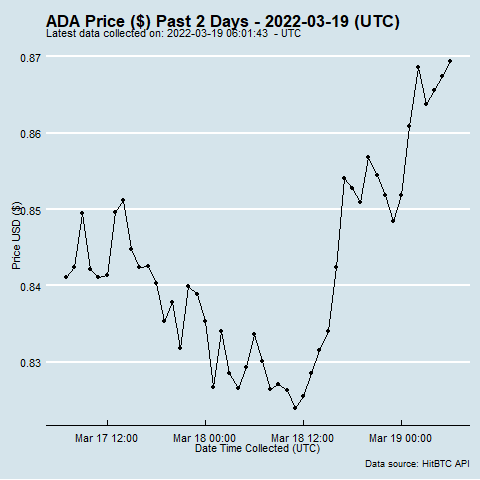 ADA Price ($) Past 2 Days - 2022-03-19 (UTC)
Latest data collected on: 2022-03-19 06:01:43 - UTC
0.87
0.86
0.85
0.84
0.83
Price USD ($)
Mar 17 12:00
Mar 18 00:00
Mar 18 12:00
Mar 19 00:00
Date Time Collected (UTC)
Data source: HitBTC API